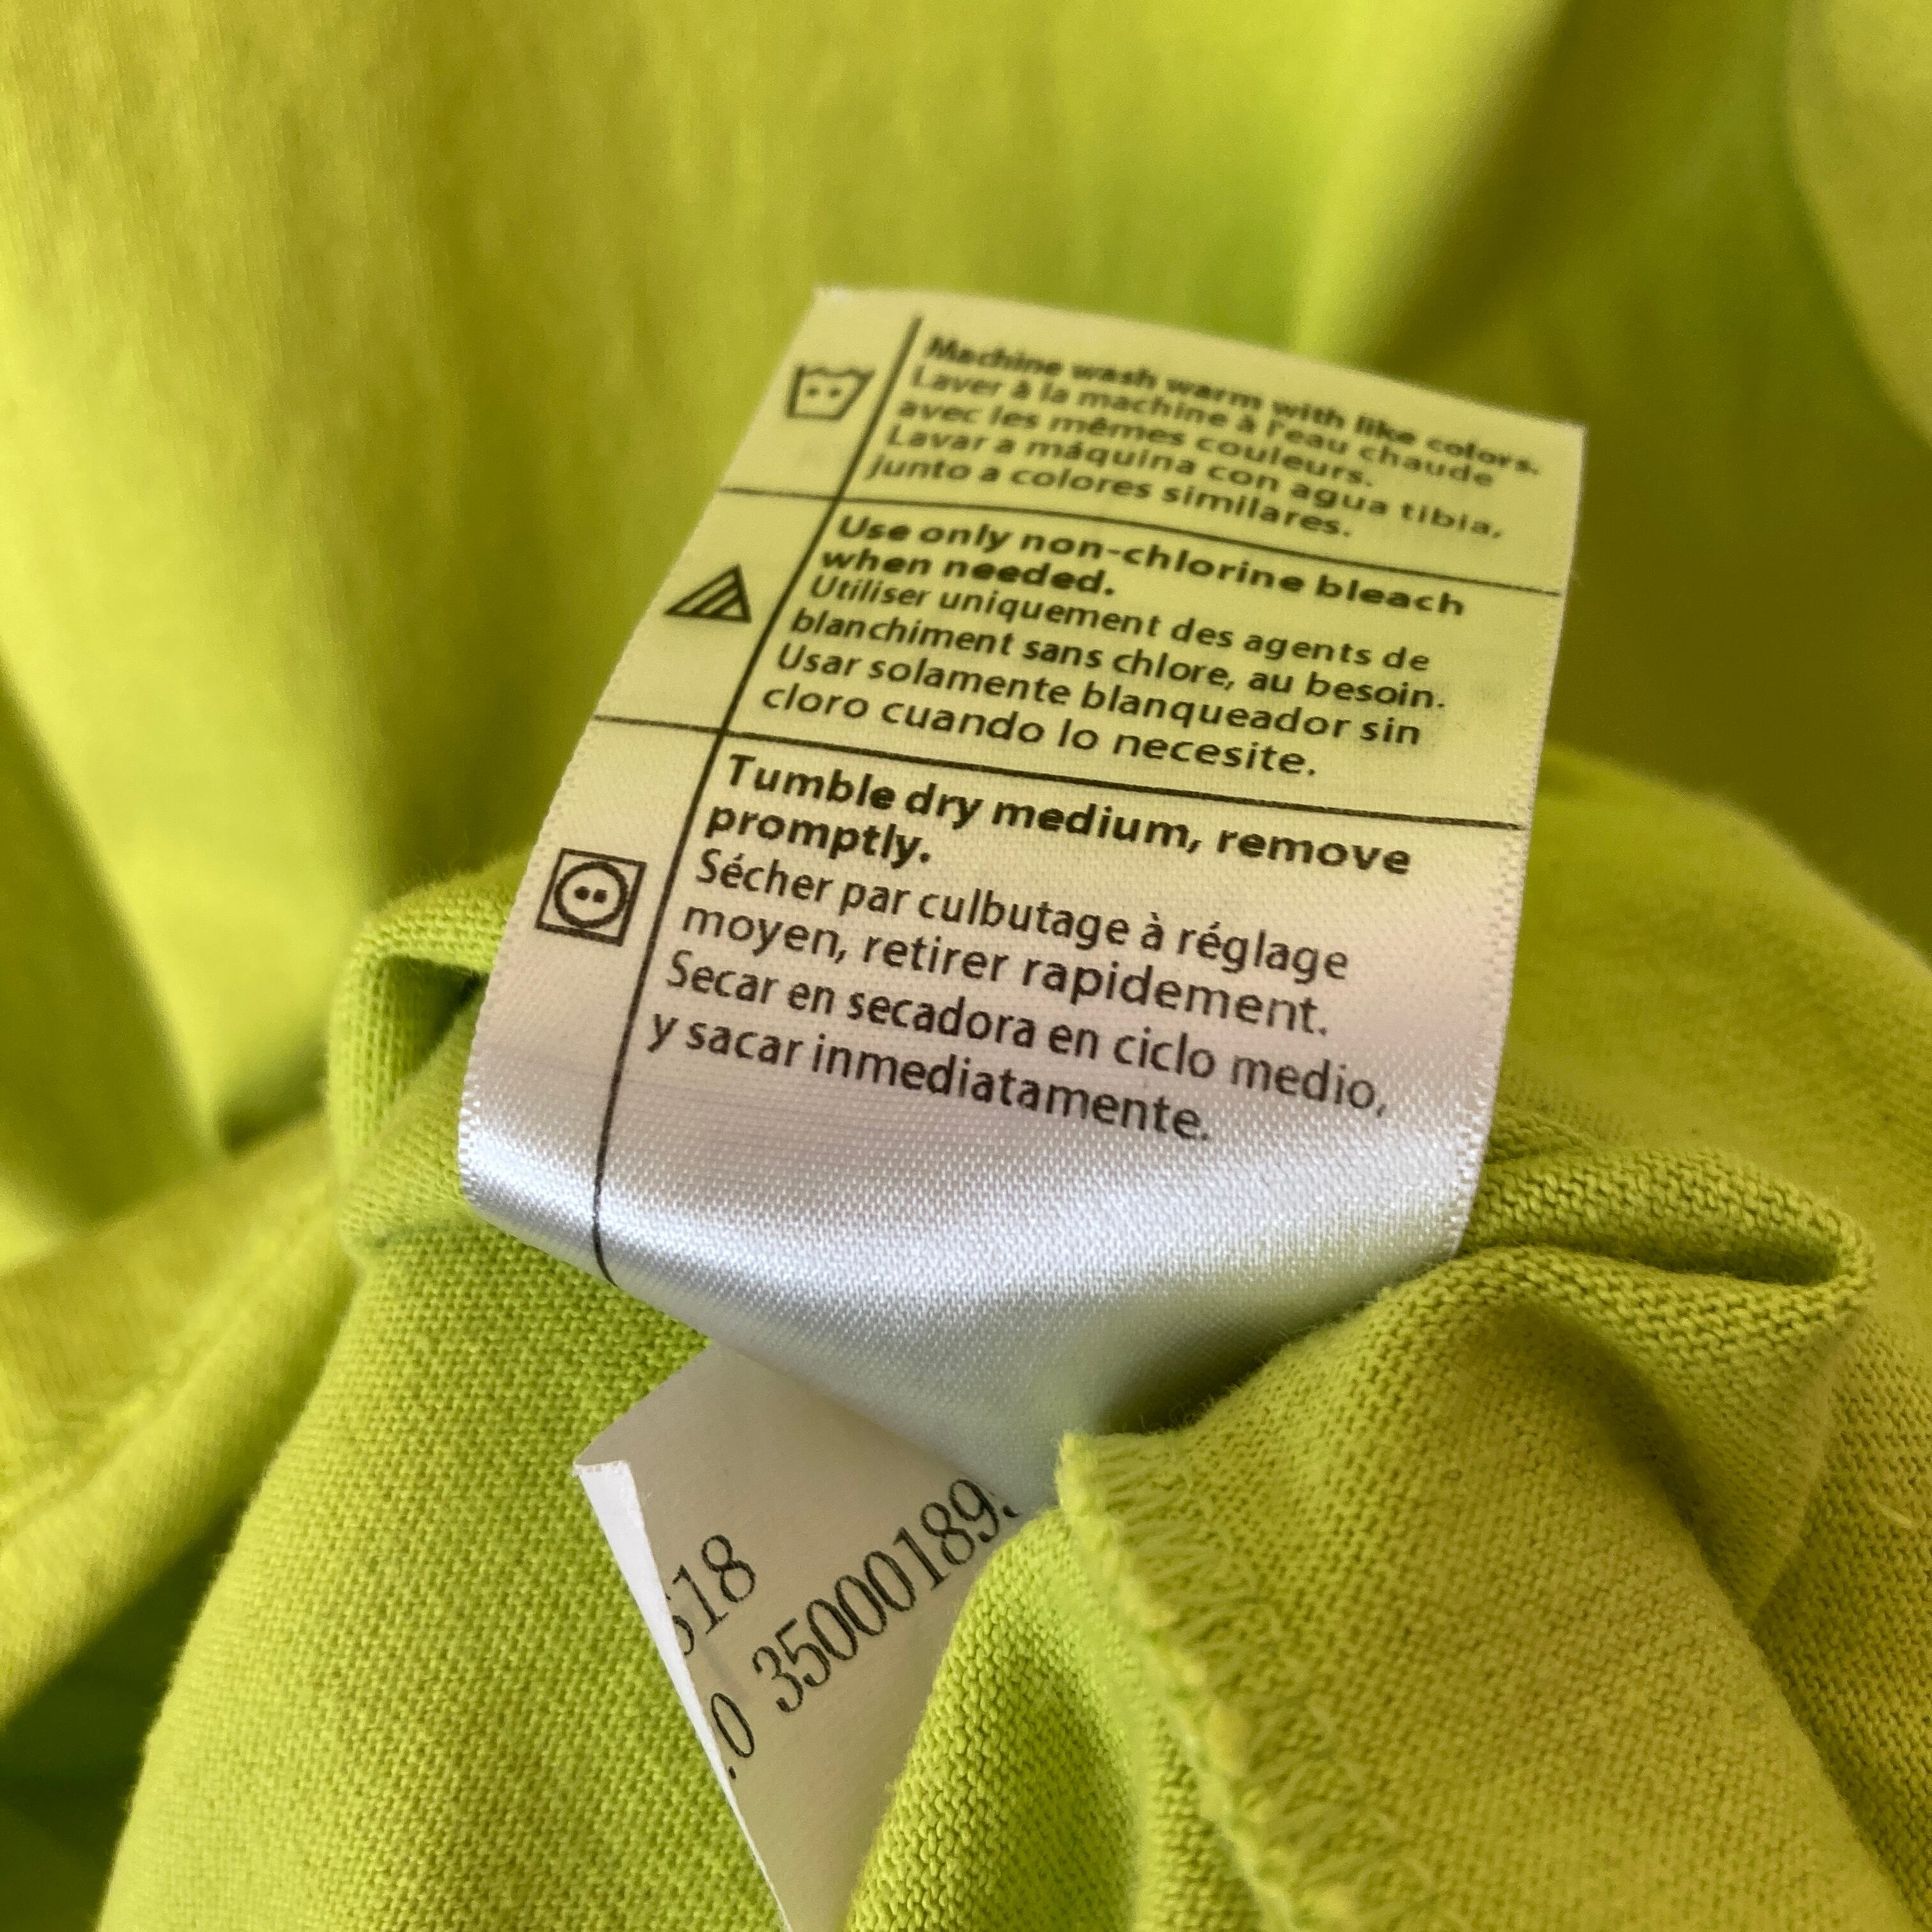 Machine wash warm with like colors.
Laver à la machine à l'eau chaude
avec les mêmes couleurs.
Lavar a máquina con agua tibia,
junto a colores similares.
Use only non-chlorine bleach
when needed.
Utiliser uniquement des agents de
blanchiment sans chlore, au besoin.
Usar solamente blanqueador sin
cloro cuando lo necesite.
Tumble dry medium, remove
promptly.
Sécher par culbutage à réglage
moyen, retirer rapidement.
Secar en secadora en ciclo medio,
y sacar inmediatamente.
18
.0 35000189